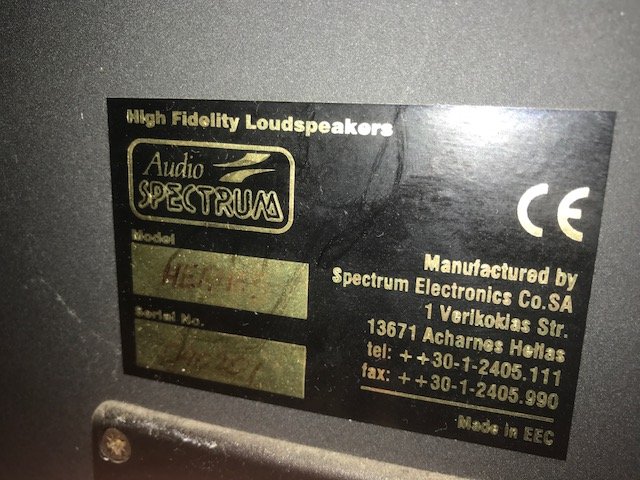 High Fidelity Loudspeakers
Audio
SPECTRUM
CE
Model
Serial No.
Manufactured by
Spectrum Electronics Co.SA
1 Verikokias Str.
13671 Acharnes Hellas
tel: ++30-1-2405.111
fax: ++30-1-2405.990
Made in EEC